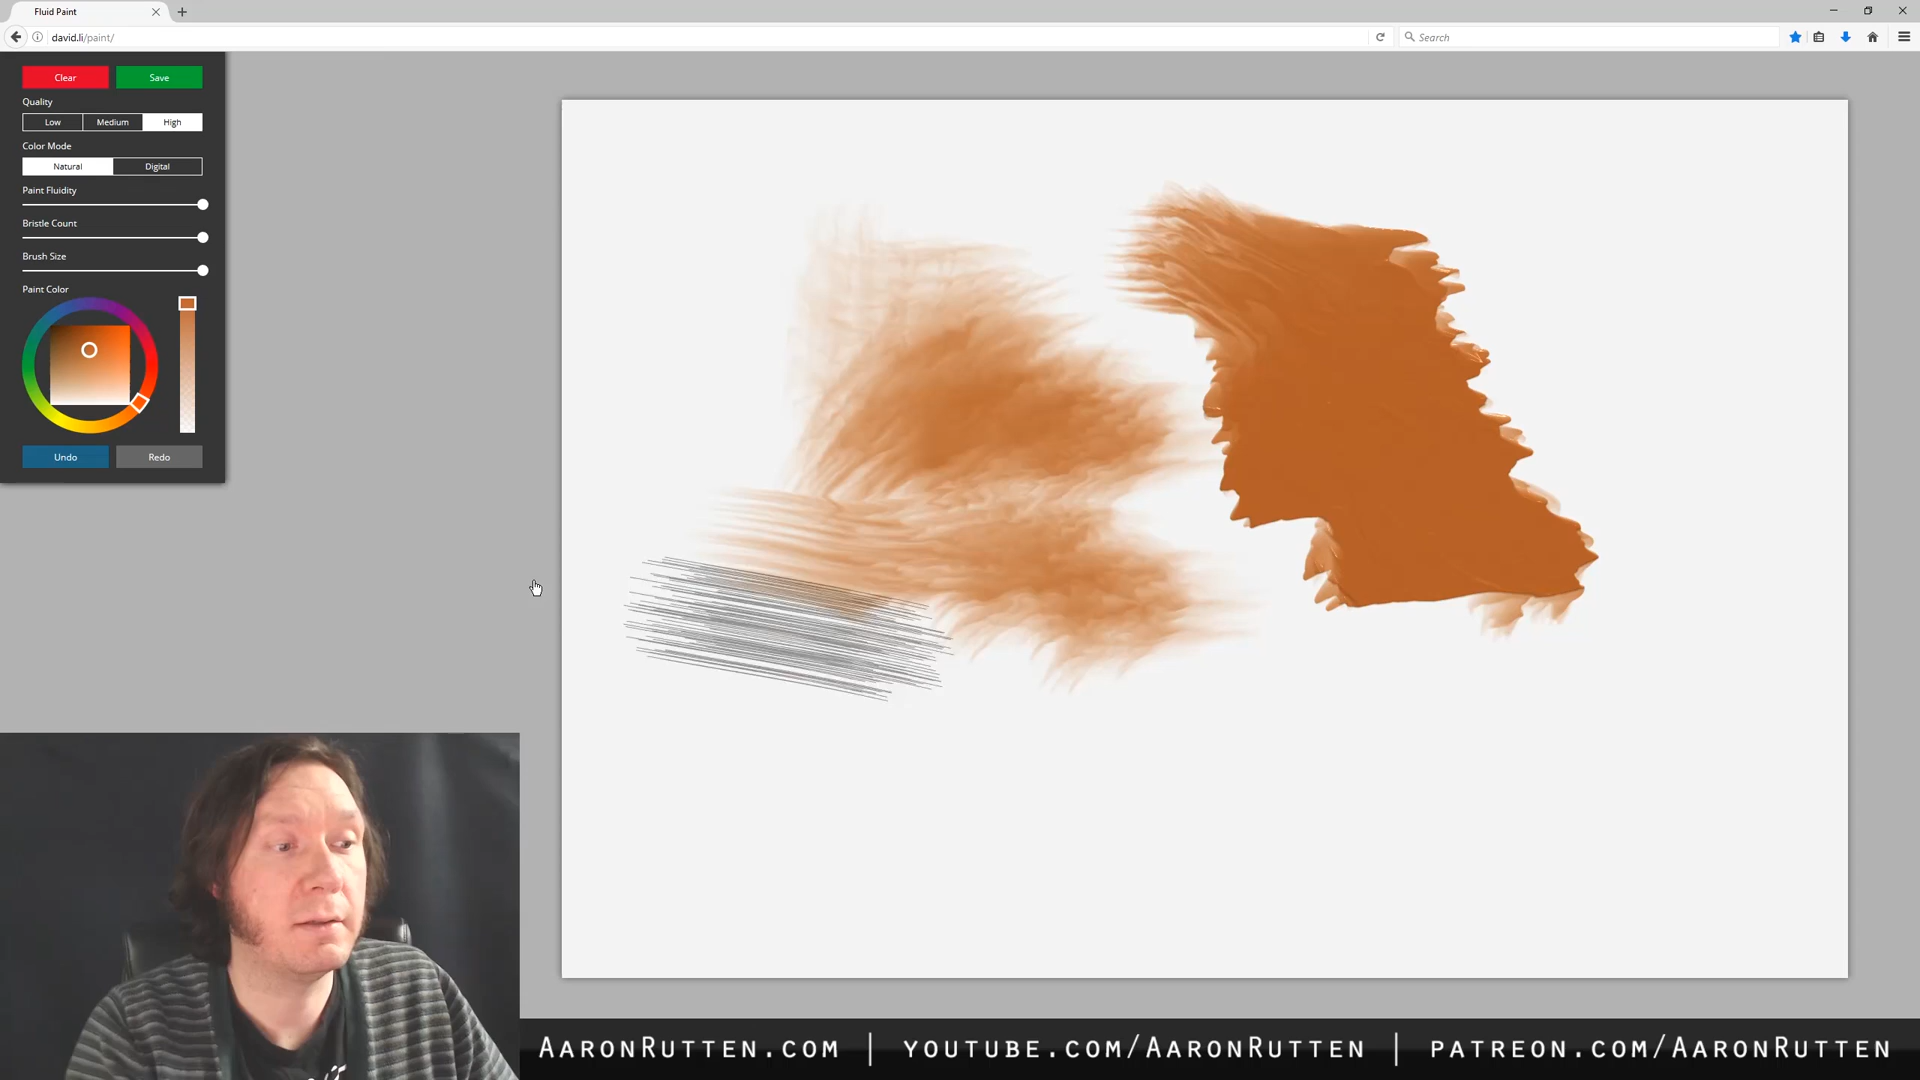 Fluid Paint
david.li/paint/
Search
Clear
Save
Quality
Low
Medium
High
Color Mode
Natural
Digital
Paint Fluidity
Bristle Count
Brush Size
Paint Color
Undo
Redo
AaronRutten.com | youtube.com/AaronRutten | patreon.com/AaronRutten